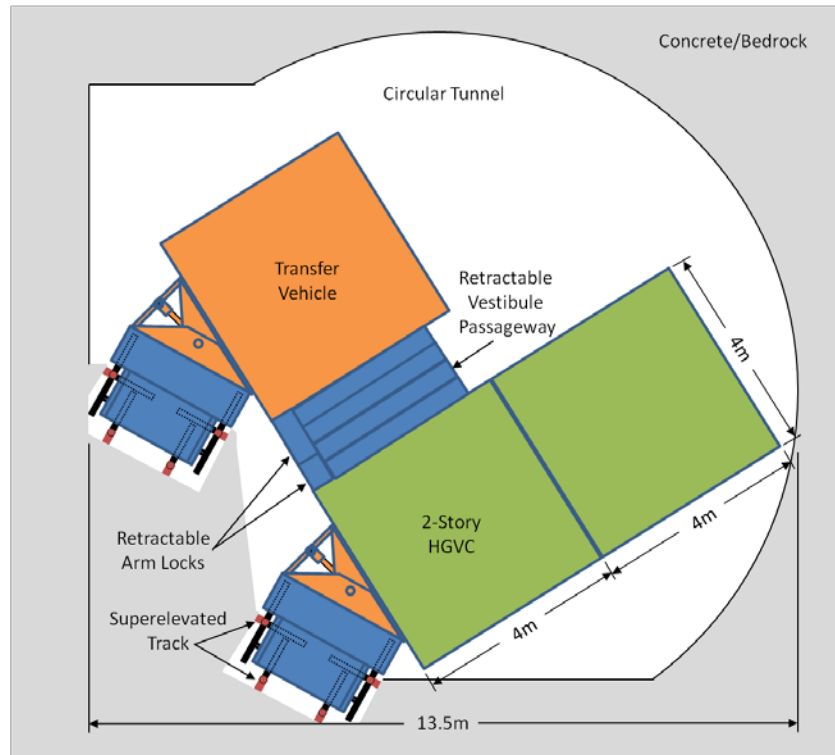 Concrete/Bedrock
Circular Tunnel
Transfer
Vehicle
Retractable
Vestibule
Passageway
4m
4m
4m
2-Story
HGVC
Retractable
Arm Locks
Superelevated
Track
13.5m